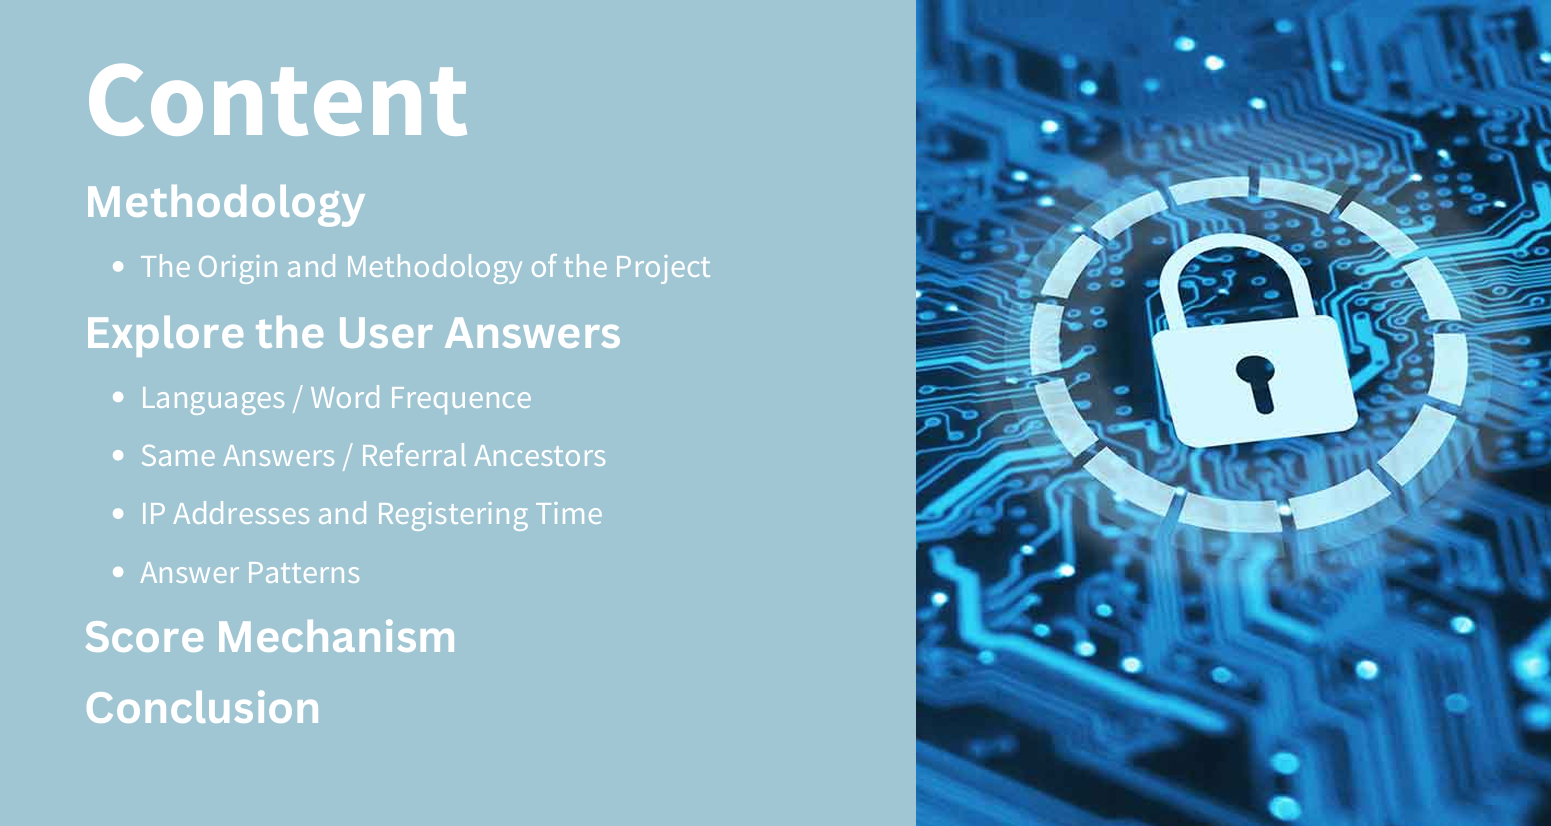 Content
Methodology
• The Origin and Methodology of the Project
Explore the User Answers
• Languages / Word Frequence
• Same Answers / Referral Ancestors
• IP Addresses and Registering Time
• Answer Patterns
Score Mechanism
Conclusion